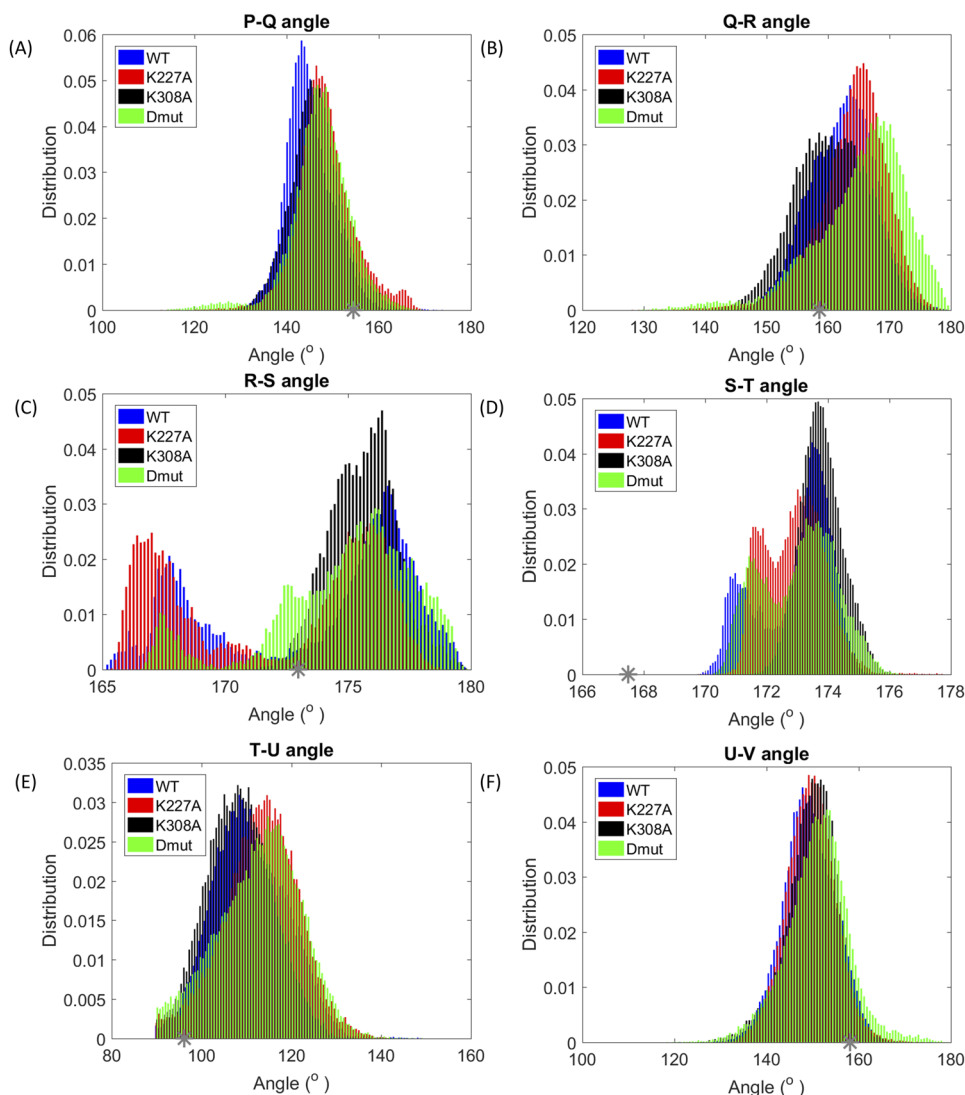 P-Q angle
(A)
0.06
0.05
0.04
0.03
0.02
0.01
0
Distribution
WT
K227A
K308A
Dmut
100 120 140 160 180
Angle (o )
Q-R angle
(B)
0.05
0.04
0.03
0.02
0.01
0
Distribution
WT
K227A
K308A
Dmut
120 130 140 150 160 170 180
Angle (o )
R-S angle
(C)
0.05
0.04
0.03
0.02
0.01
0
Distribution
WT
K227A
K308A
Dmut
165 170 175 180
Angle (o )
S-T angle
(D)
0.05
0.04
0.03
0.02
0.01
0
Distribution
WT
K227A
K308A
Dmut
166 168 170 172 174 176 178
Angle (o )
T-U angle
(E)
0.035
0.03
0.025
0.02
0.015
0.01
0.005
0
Distribution
WT
K227A
K308A
Dmut
80 100 120 140 160
Angle (o )
U-V angle
(F)
0.05
0.04
0.03
0.02
0.01
0
Distribution
WT
K227A
K308A
Dmut
100 120 140 160 180
Angle (o )